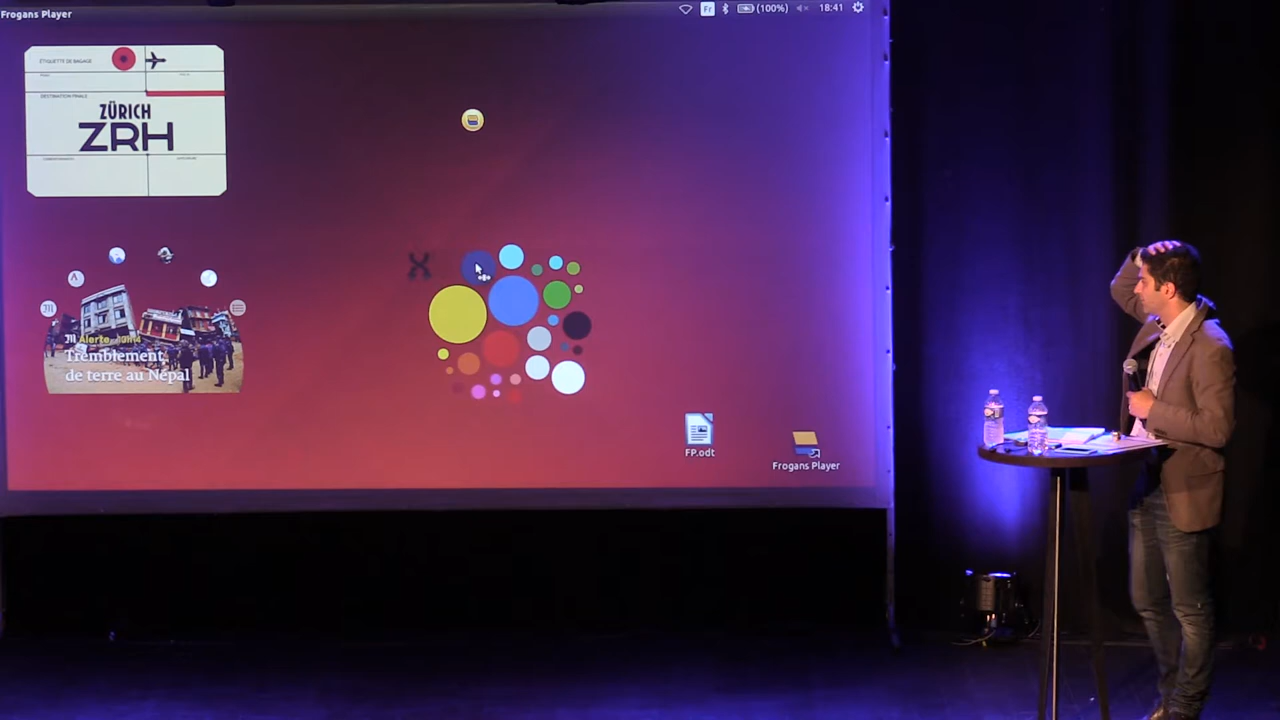 Frogans Player
Fr
(100%)
18:41
ÉTIQUETTE DE BAGAGE
DESTINATION FINALE
ZÜRICH
ZRH
M Alerte
Tremblement
de terre au Népal
FP.odt
Frogans Player